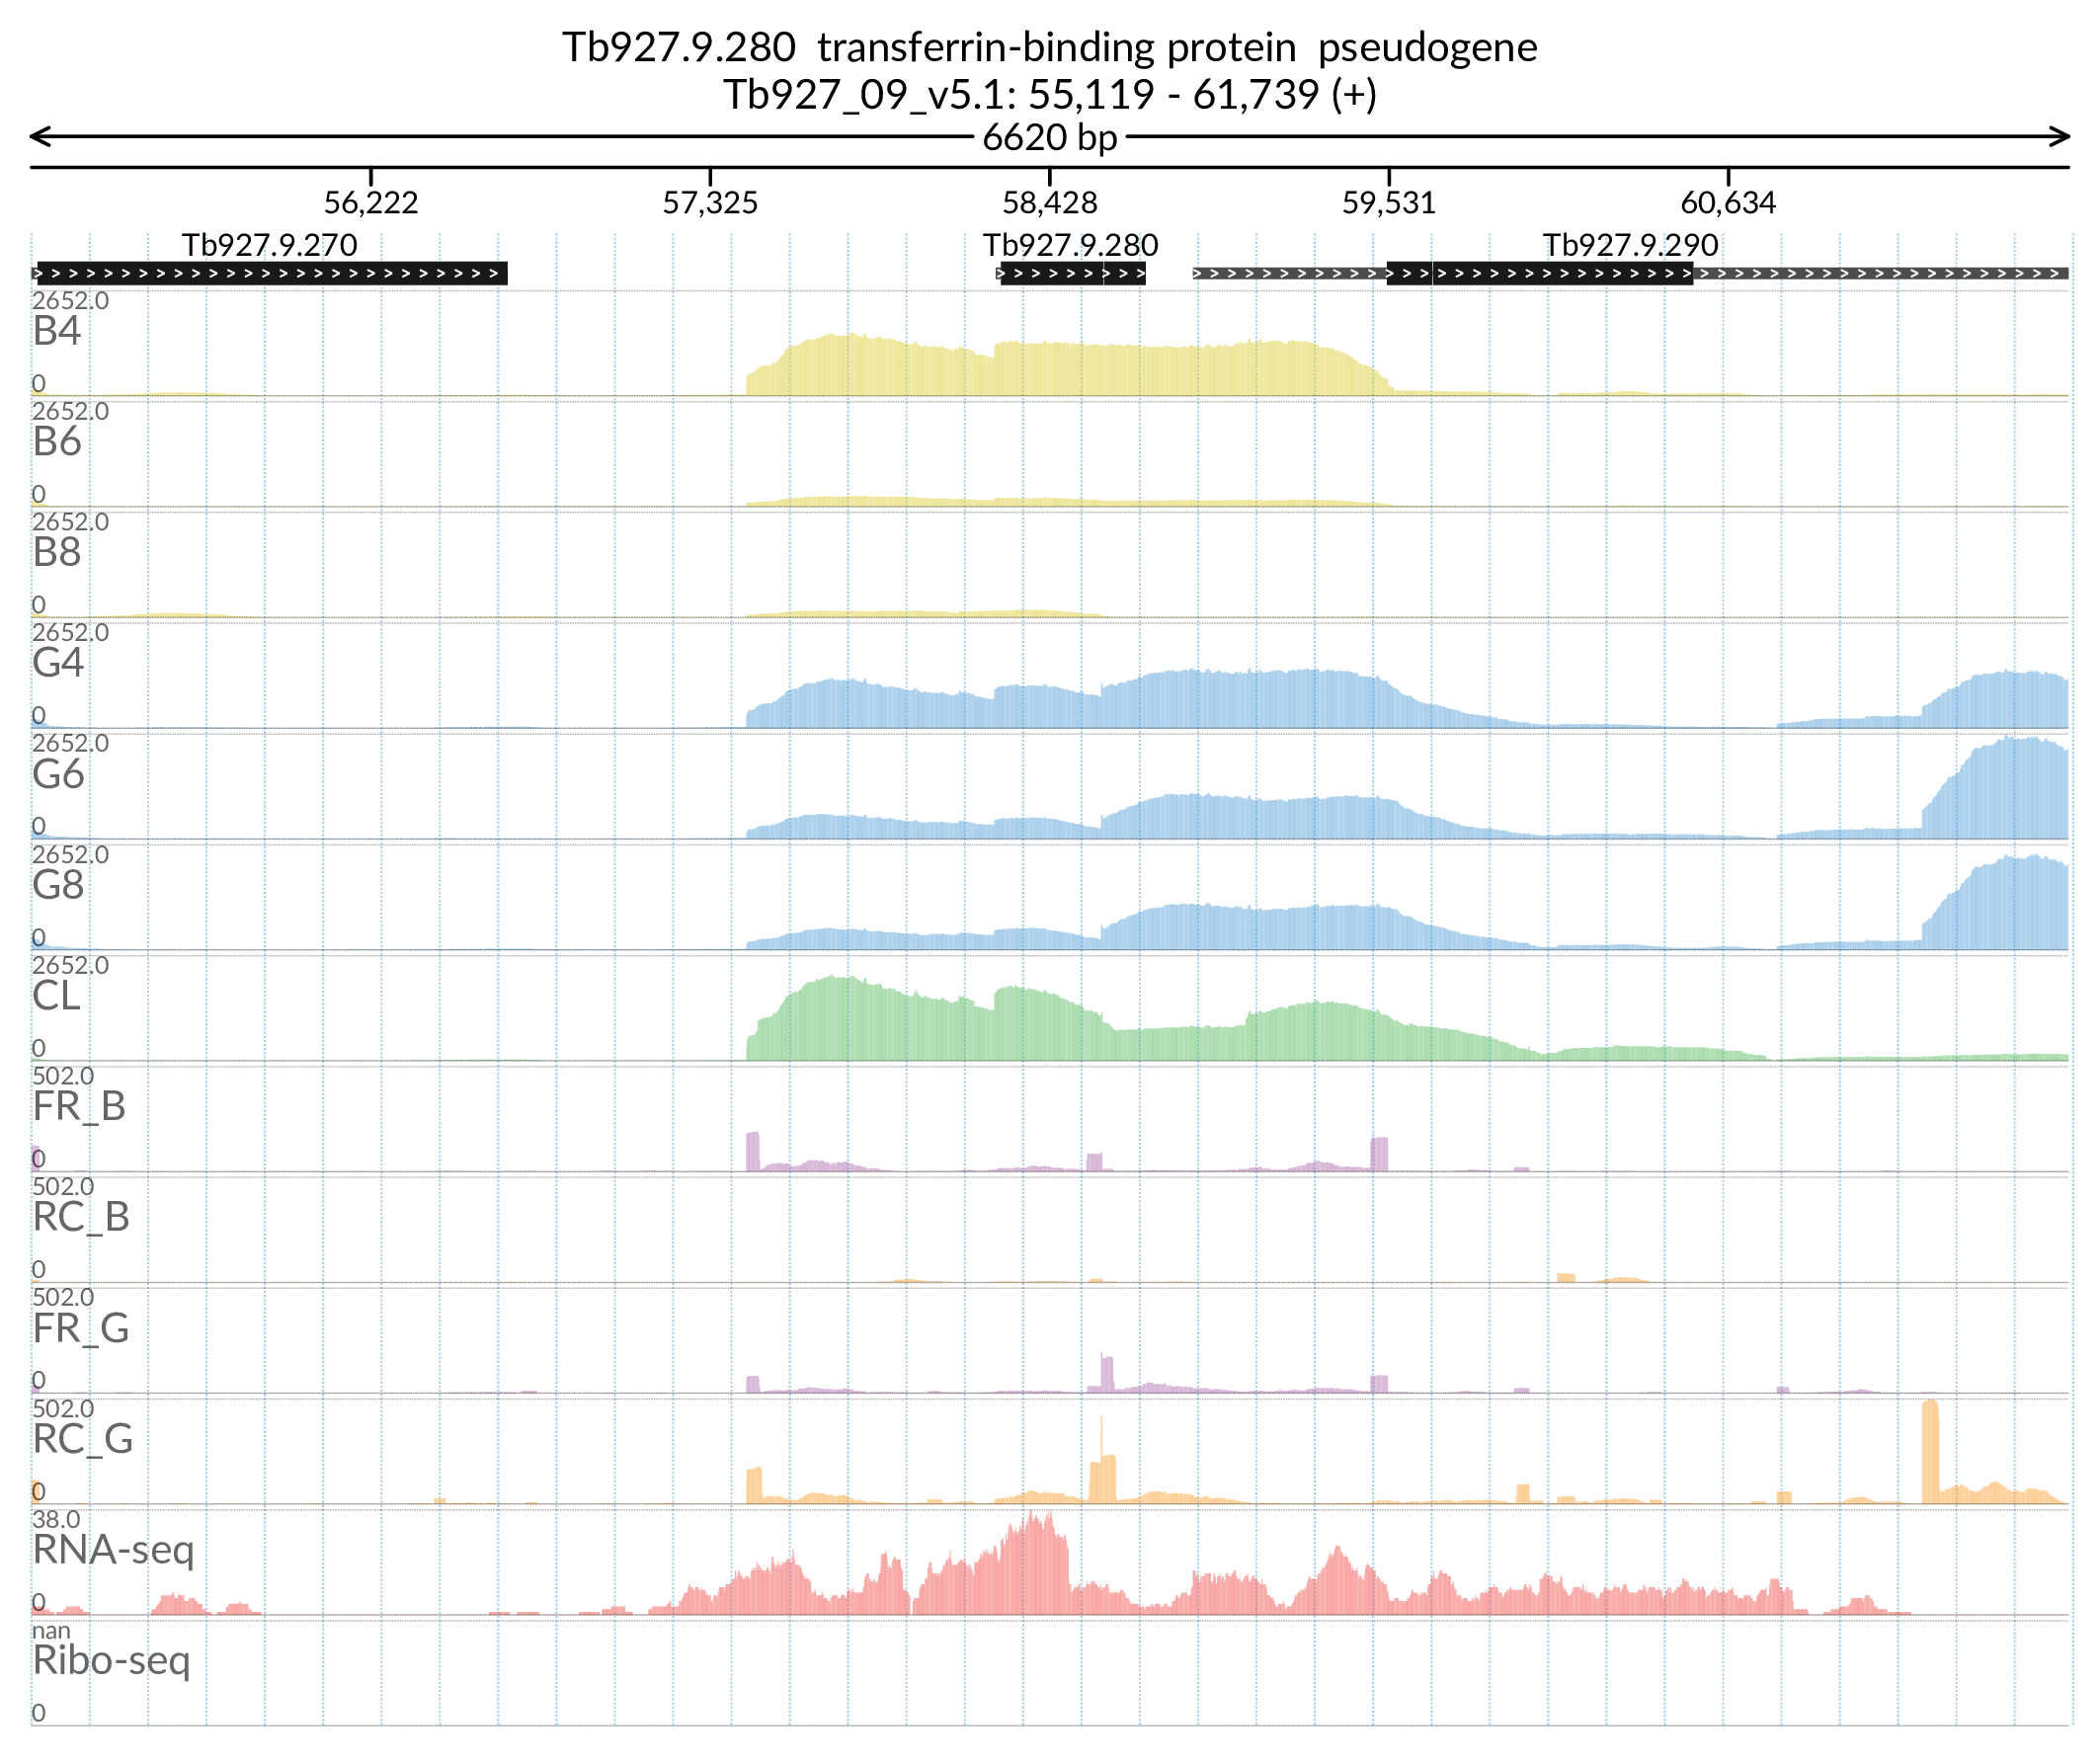 Tb927.9.280 transferrin-binding protein pseudogene
Tb927_09_v5.1: 55,119 - 61,739 (+)
6620 bp
56,222 57,325 58,428 59,531 60,634
Tb927.9.270 Tb927.9.280 Tb927.9.290
2652.0
B4
0
2652.0
B6
0
2652.0
B8
0
2652.0
G4
0
2652.0
G6
0
2652.0
G8
0
2652.0
CL
0
502.0
FR_B
0
502.0
RC_B
0
502.0
FR_G
0
502.0
RC_G
0
38.0
RNA-seq
0
nan
Ribo-seq
0